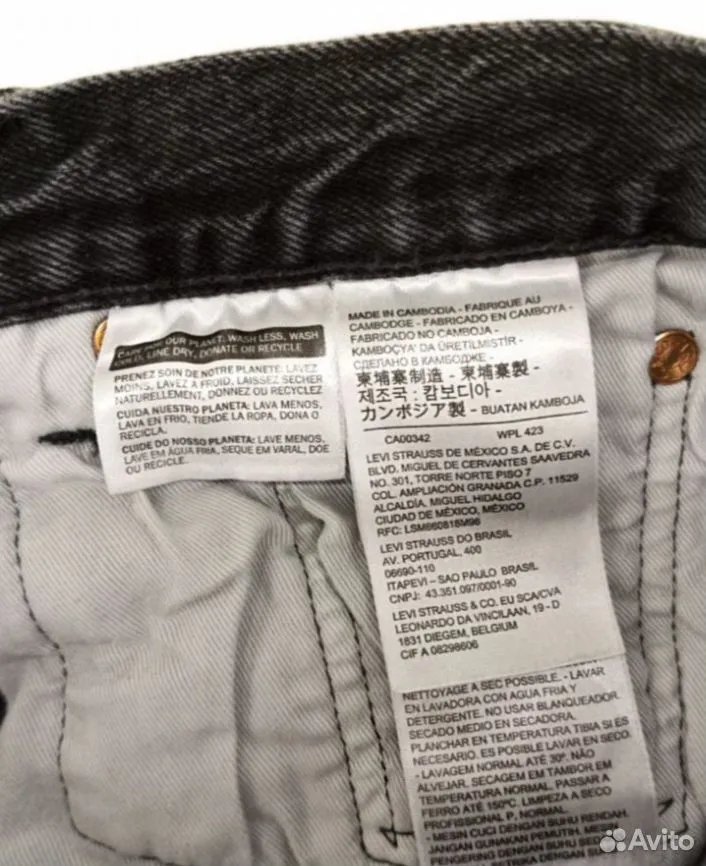 CARE FOR OUR PLANET: WASH LESS, WASH
COLD, LINE DRY, DONATE OR RECYCLE
PRENEZ SOIN DE NOTRE PLANETE: LAVEZ
MOINS, LAVEZ A FROID, LAISSEZ SECHER
NATURELLEMENT, DONNEZ OU RECYCLEZ
CUIDA NUESTRO PLANETA: LAVA MENOS,
LAVA EN FRIO, TIENDE LA ROPA, DONA O
RECICLA.
CUIDE DO NOSSO PLANETA: LAVE MENOS,
LAVE EM ÁGUA FRIA, SEQUE EM VARAL, DOE
OU RECICLE.
MADE IN CAMBODIA - FABRIQUE AU
CAMBODGE - FABRICADO EN CAMBOYA -
FABRICADO NO CAMBOJA -
KAMBOÇYA' DA ÜRETİLMİSTİR -
СДЕЛАНО В КАМБОДЖЕ -
柬埔寨制造 - 柬埔寨製 -
제조국 : 캄보디아 -
カンボジア製 - BUATAN KAMBOJA
CA00342 WPL 423
LEVI STRAUSS DE MÉXICO S.A. DE C.V.
BLVD. MIGUEL DE CERVANTES SAAVEDRA
NO. 301, TORRE NORTE PISO 7
COL. AMPLIACIÓN GRANADA C.P. 11529
ALCALDÍA. MIGUEL HIDALGO
CIUDAD DE MÉXICO, MÉXICO
RFC: LSM660818M96
LEVI STRAUSS DO BRASIL
AV. PORTUGAL, 400
06690-110
ITAPEVI – SAO PAULO BRASIL
CNPJ: 43.351.097/0001-90
LEVI STRAUSS & CO. EU SCA/CVA
LEONARDO DA VINCILAAN, 19 - D
1831 DIEGEM, BELGIUM
CIF A 08298606
NETTOYAGE A SEC POSSIBLE. - LAVAR
EN LAVADORA CON AGUA FRIA Y
DETERGENTE. NO USAR BLANQUEADOR.
SECADO MEDIO EN SECADORA.
PLANCHAR EN TEMPERATURA TIBIA SI ES
NECESARIO. ES POSIBLE LAVAR EN SECO.
- LAVAGEM NORMAL ATÉ 30º. NÃO
ALVEJAR. SECAGEM EM TAMBOR EM
TEMPERATURA NORMAL. PASSAR A
FERRO ATÉ 150ºC. LIMPEZA A SECO
PROFISSIONAL P, NORMAL.
- MESIN CUCI DENGAN SUHU RENDAH.
JANGAN GUNAKAN PEMUTIH. MESIN
PENGERING DENGAN SUHU
Avito